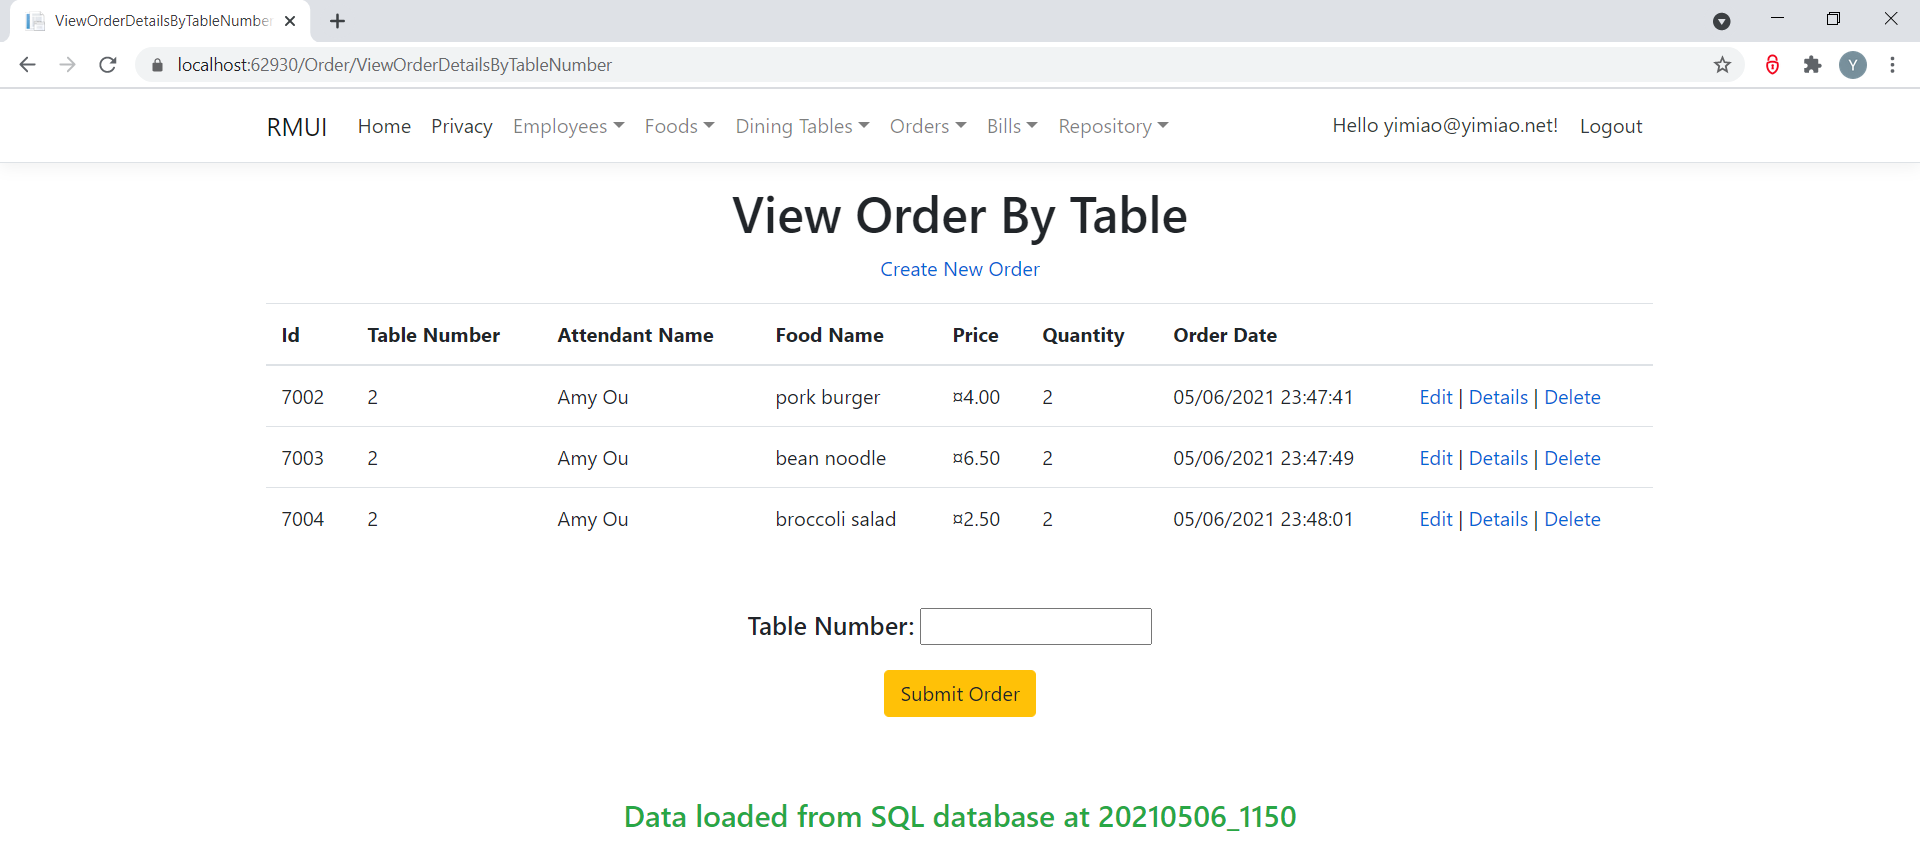 ViewOrderDetailsByTableNumber
localhost:62930/Order/ViewOrderDetailsByTableNumber
Y
RMUI Home Privacy Employees Foods Dining Tables Orders Bills Repository Hello yimiao@yimiao.net! Logout
View Order By Table
Create New Order
Id Table Number Attendant Name Food Name Price Quantity Order Date
7002 2 Amy Ou pork burger ¤4.00 2 05/06/2021 23:47:41 Edit | Details | Delete
7003 2 Amy Ou bean noodle ¤6.50 2 05/06/2021 23:47:49 Edit | Details | Delete
7004 2 Amy Ou broccoli salad ¤2.50 2 05/06/2021 23:48:01 Edit | Details | Delete
Table Number:
Submit Order
Data loaded from SQL database at 20210506_1150